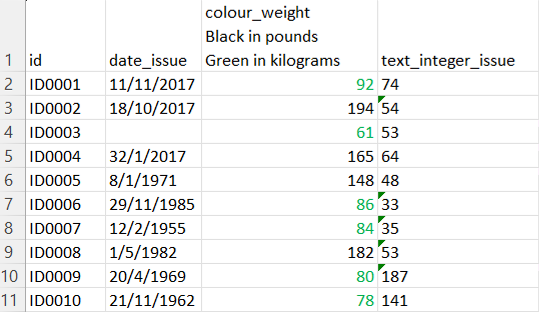 colour_weight
Black in pounds
1 id date_issue Green in kilograms text_integer_issue
2 ID0001 11/11/2017 92 74
3 ID0002 18/10/2017 194 54
4 ID0003 61 53
5 ID0004 32/1/2017 165 64
6 ID0005 8/1/1971 148 48
7 ID0006 29/11/1985 86 33
8 ID0007 12/2/1955 84 35
9 ID0008 1/5/1982 182 53
10 ID0009 20/4/1969 80 187
11 ID0010 21/11/1962 78 141